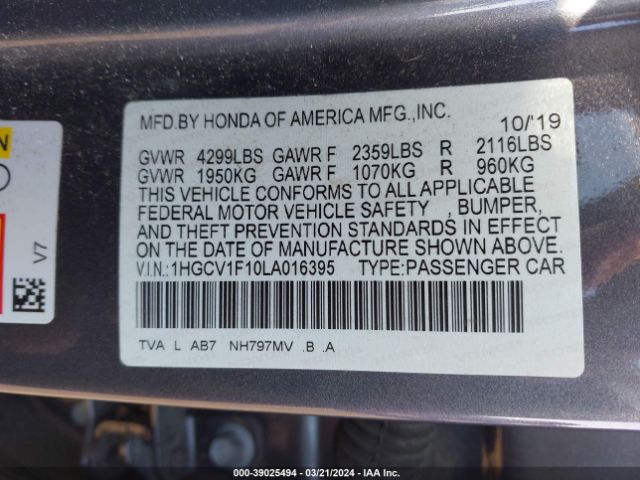 MFD.BY HONDA OF AMERICA MFG.,INC. 10/'19
GVWR 4299LBS GAWR F 2359LBS R 2116LBS
GVWR 1950KG GAWR F 1070KG R 960KG
THIS VEHICLE CONFORMS TO ALL APPLICABLE
FEDERAL MOTOR VEHICLE SAFETY , BUMPER,
AND THEFT PREVENTION STANDARDS IN EFFECT
ON THE DATE OF MANUFACTURE SHOWN ABOVE.
V.I.N.:1HGCV1F10LA016395 TYPE:PASSENGER CAR
TVA L AB7 NH797MV .B .A
V7
000-39025494 - 03/21/2024 - IAA Inc.